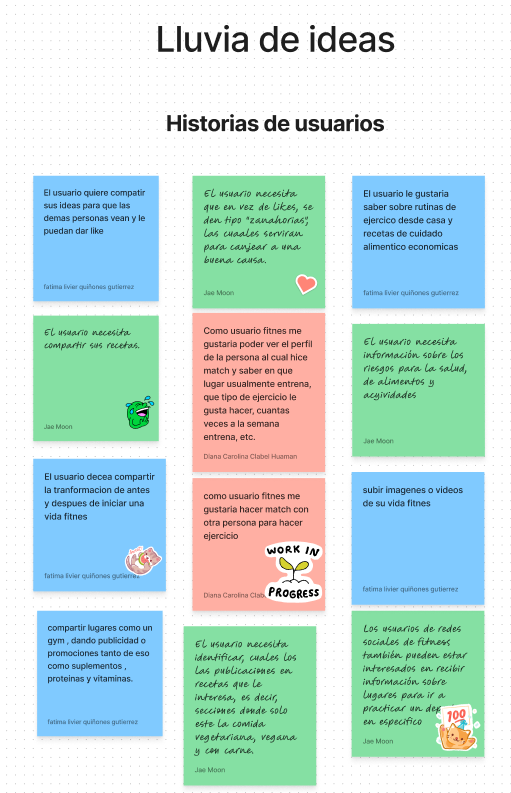 Lluvia de ideas
Historias de usuarios
El usuario quiere compatir
sus ideas para que las
demas personas vean y le
puedan dar like
fatima livier quiñones gutierrez
El usuario necesita
que en vez de likes, se
den tipo "zanahorias",
las cuaales serviran
para canjear a una
buena causa.
Jae Moon
El usuario le gustaria
saber sobre rutinas de
ejercico desde casa y
recetas de cuidado
alimentico economicas
fatima livier quiñones gutierrez
El usuario necesita
compartir sus recetas.
Jae Moon
Como usuario fitnes me
gustaria poder ver el perfil
de la persona al cual hice
match y saber en que
lugar usualmente entrena,
que tipo de ejercicio le
gusta hacer, cuantas
veces a la semana
entrena, etc.
Diana Carolina Clabel Huaman
El usuario necesita
información sobre los
riesgos para la salud,
de alimentos y
acyividades
Jae Moon
El usuario decea compartir
la tranformacion de antes
y despues de iniciar una
vida fitnes
fatima livier quiñones gutierrez
como usuario fitnes me
gustaria hacer match con
otra persona para hacer
ejercicio
WORK IN
PROGRESS
Diana Carolina
subir imagenes o videos
de su vida fitnes
fatima livier quiñones gutierrez
compartir lugares como un
gym , dando publicidad o
promociones tanto de eso
como suplementos ,
proteinas y vitaminas.
fatima livier quiñones gutierrez
El usuario necesita
identificar, cuales los
las publicaciones en
recetas que le
interesa, es decir,
secciones donde solo
este la comida
vegetariana, vegana
y con carne.
Jae Moon
Los usuarios de redes
sociales de fitness
también pueden estar
interesados en recibir
información sobre
lugares para ir a
practicar un
en especifico
100
Jae Moon